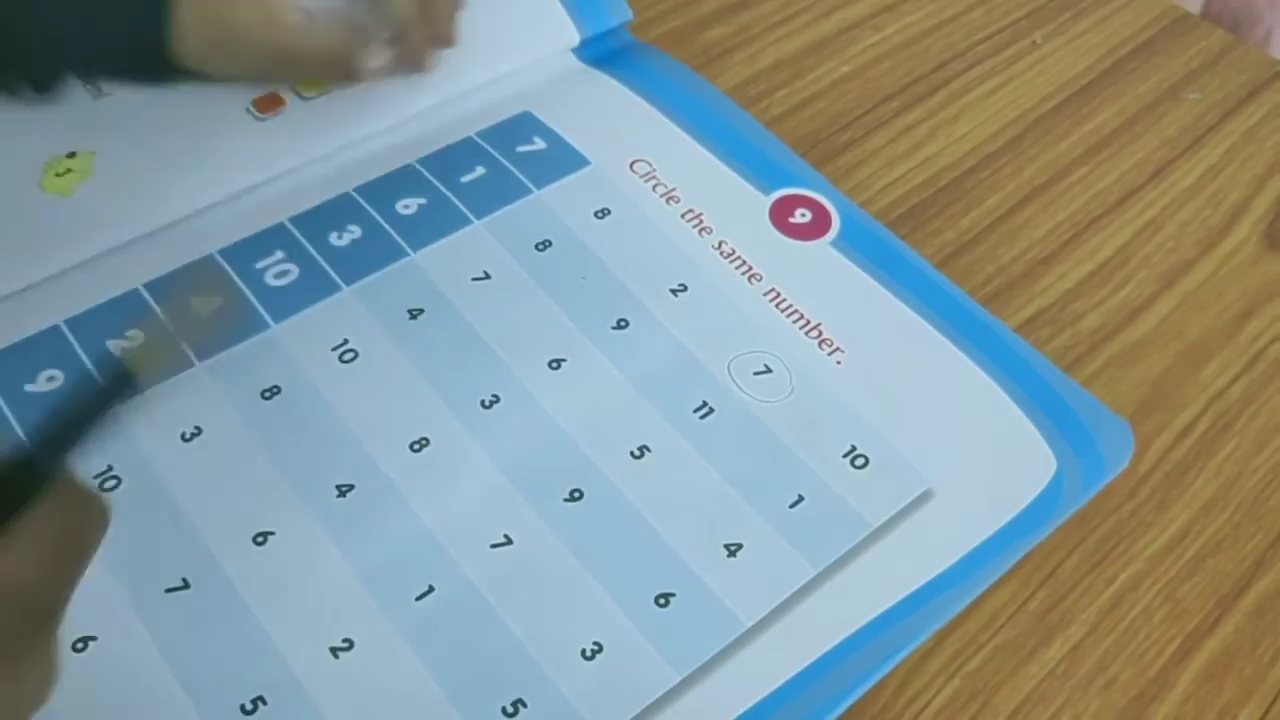 9
Circle the same number.
7 8 2 7 10
1 8 9 11 1
6 7 6 5 4
3 4 3 9 6
10 10 8 7 3
4 8 4 1 5
2 3 6 2
9 10 7 5
6